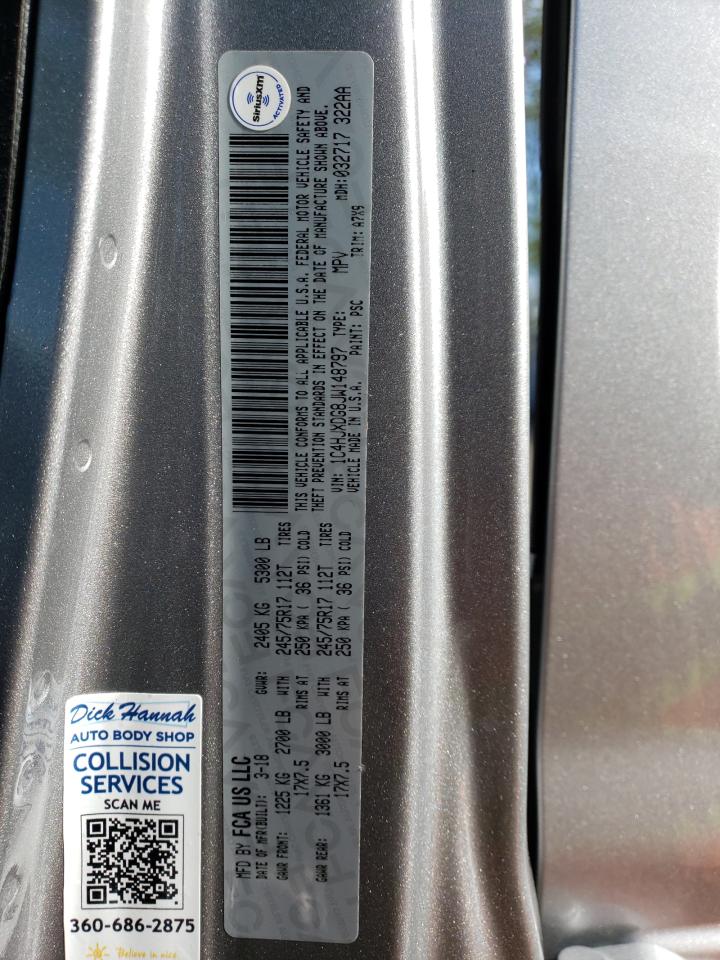 MFD BY FCA US LLC
DATE OF MFR(BUILT): 3-18 GVWR: 2405 KG 5300 LB
GAWR FRONT: 1225 KG 2700 LB WITH 245/75R17 112T TIRES
17X7.5 RIMS AT 250 KPA ( 36 PSI) COLD
GAWR REAR: 1361 KG 3000 LB WITH 245/75R17 112T TIRES
17X7.5 RIMS AT 250 KPA ( 36 PSI) COLD
SiriusXM
ACTIVATED
THIS VEHICLE CONFORMS TO ALL APPLICABLE U.S.A. FEDERAL MOTOR VEHICLE SAFETY AND
THEFT PREVENTION STANDARDS IN EFFECT ON THE DATE OF MANUFACTURE SHOWN ABOVE.
VIN: 1C4HJXDG8JW148797 TYPE: MPV MDH:032717 322AA
VEHICLE MADE IN U.S.A. PAINT: PSC TRIM: A7X9
Dick Hannah
AUTO BODY SHOP
COLLISION
SERVICES
SCAN ME
360-686-2875
Believe in nice.